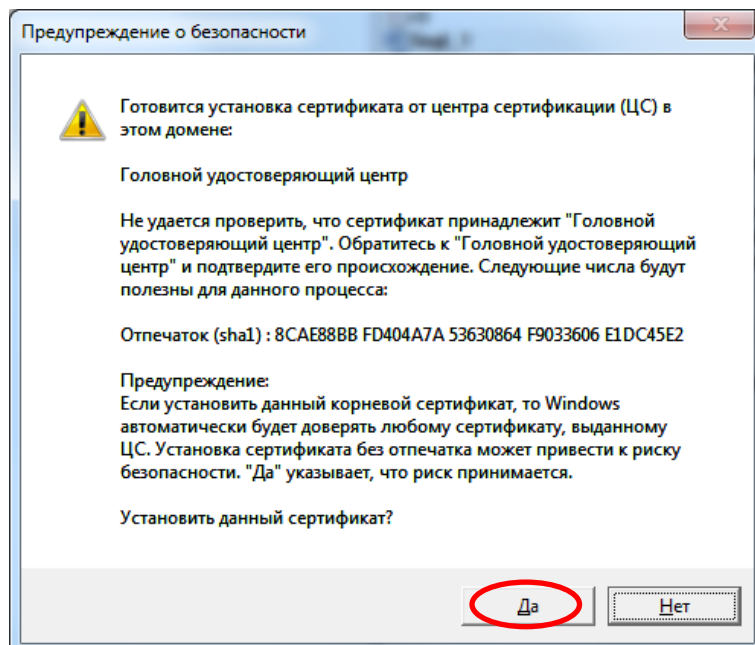 Предупреждение о безопасности
Готовится установка сертификата от центра сертификации (ЦС) в
этом домене:
Головной удостоверяющий центр
Не удается проверить, что сертификат принадлежит "Головной
удостоверяющий центр". Обратитесь к "Головной удостоверяющий
центр" и подтвердите его происхождение. Следующие числа будут
полезны для данного процесса:
Отпечаток (sha1) : 8CAE88BB FD404A7A 53630864 F9033606 E1DC45E2
Предупреждение:
Если установить данный корневой сертификат, то Windows
автоматически будет доверять любому сертификату, выданному
ЦС. Установка сертификата без отпечатка может привести к риску
безопасности. "Да" указывает, что риск принимается.
Установить данный сертификат?
Да Нет